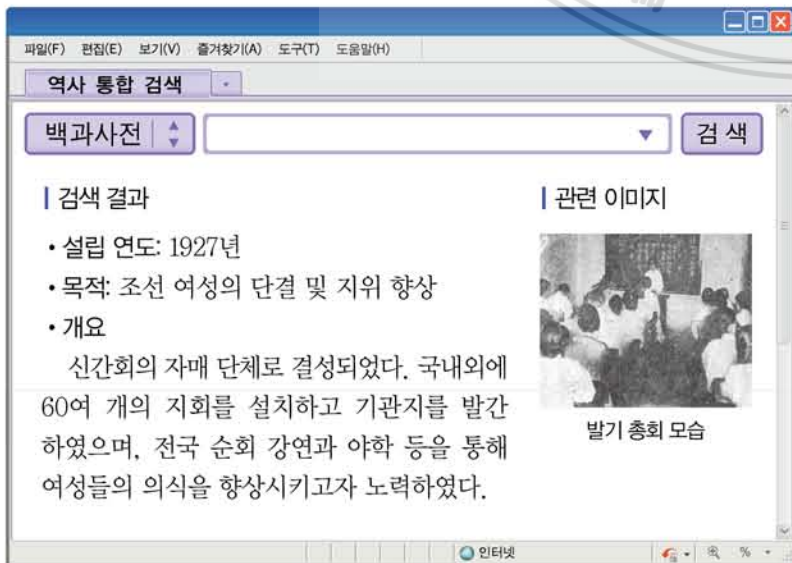 파일(F) 편집(E) 보기(V) 즐겨찾기(A) 도구(T) 도움말(H)
역사 통합 검색
백과사전 검 색
검색 결과
• 설립 연도: 1927년
• 목적: 조선 여성의 단결 및 지위 향상
• 개요
신간회의 자매 단체로 결성되었다. 국내외에
60여 개의 지회를 설치하고 기관지를 발간
하였으며, 전국 순회 강연과 야학 등을 통해
여성들의 의식을 향상시키고자 노력하였다.
관련 이미지
발기 총회 모습
인터넷 %